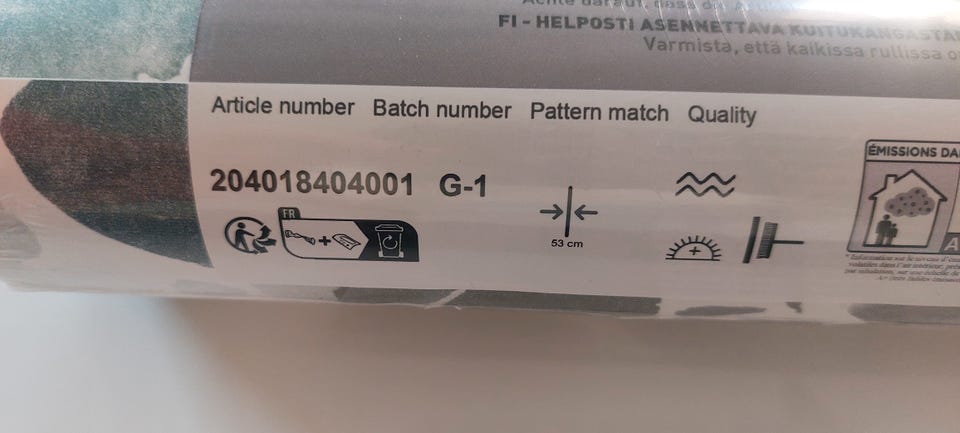 FI - HELPOSTI ASENNETTAVA KUITUKANGASTA
Varmista, että kaikissa rullissa o
Article number Batch number Pattern match Quality
204018404001 G-1
FR
53 cm
ÉMISSIONS DA
A